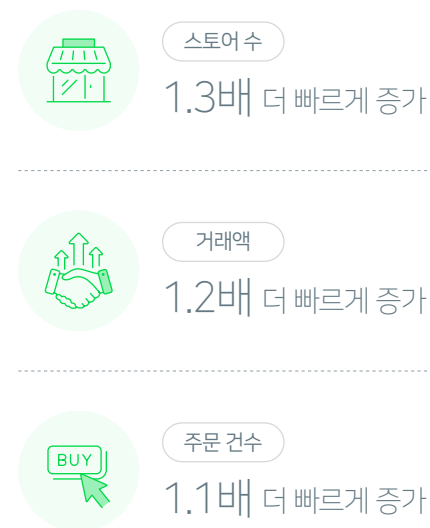 스토어 수
1.3배 더 빠르게 증가
거래액
1.2배 더 빠르게 증가
BUY
주문 건수
1.1배 더 빠르게 증가